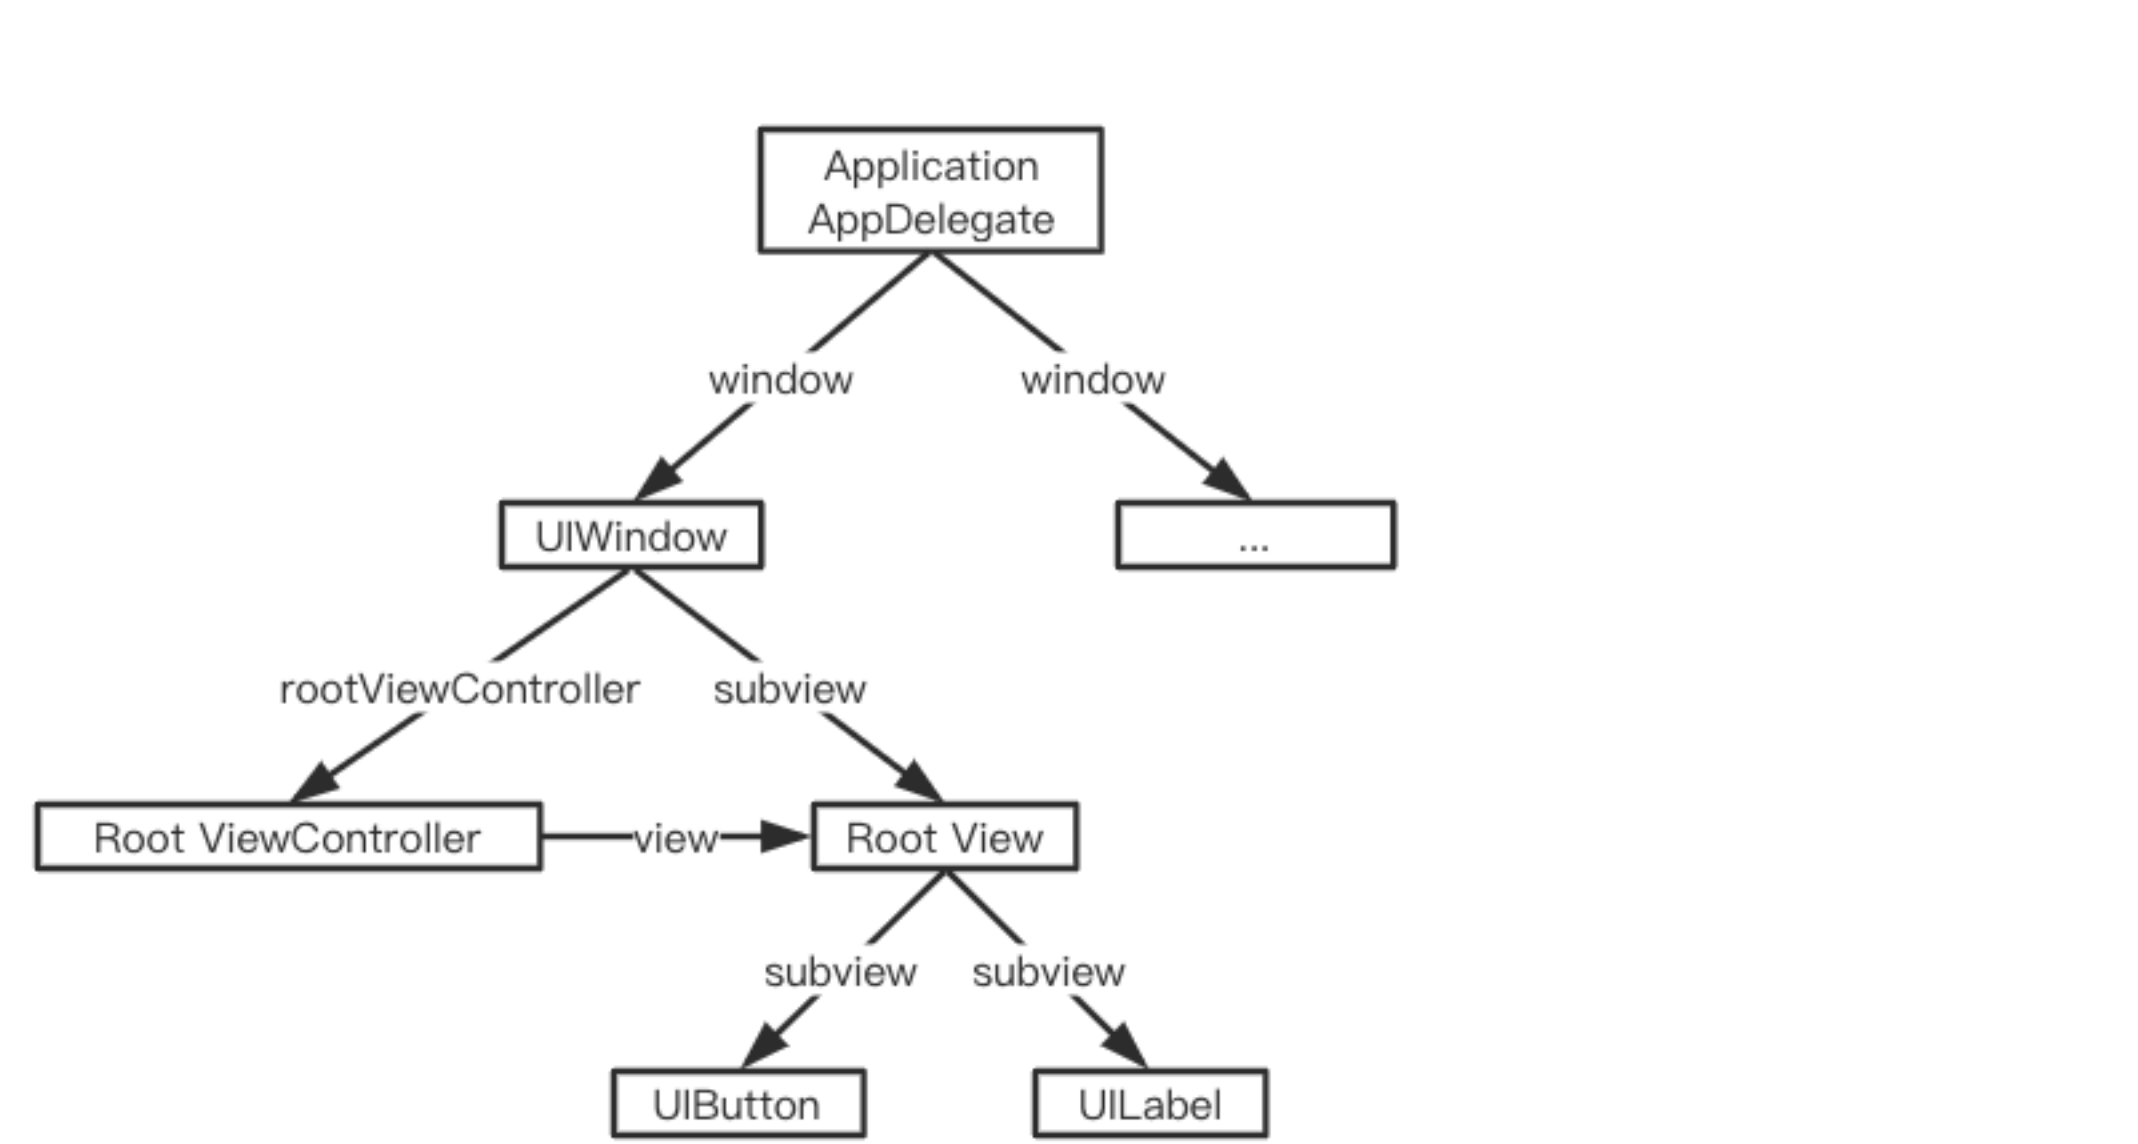 Application
AppDelegate
window
window
UIWindow
...
rootViewController
subview
Root ViewController
view
Root View
subview
subview
UIButton
UILabel